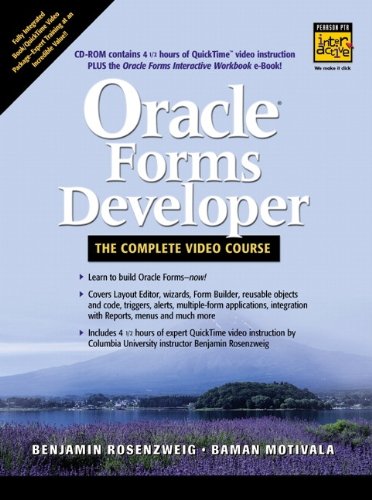 Fully Integrated
Book/QuickTime Video
Package–Expert Training at an
Incredible Value!!
CD-ROM contains 4 1/2 hours of QuickTime™ video instruction
PLUS the Oracle Forms Interactive Workbook e-Book!
PEARSON PTR
inter
active
We make it click
Oracle®
Forms
Developer
THE COMPLETE VIDEO COURSE
Learn to build Oracle Forms—now!
Covers Layout Editor, wizards, Form Builder, reusable objects
and code, triggers, alerts, multiple-form applications, integration
with Reports, menus and much more
Includes 4 1/2 hours of expert QuickTime video instruction by
Columbia University instructor Benjamin Rosenzweig
BENJAMIN ROSENZWEIG • BAMAN MOTIVALA